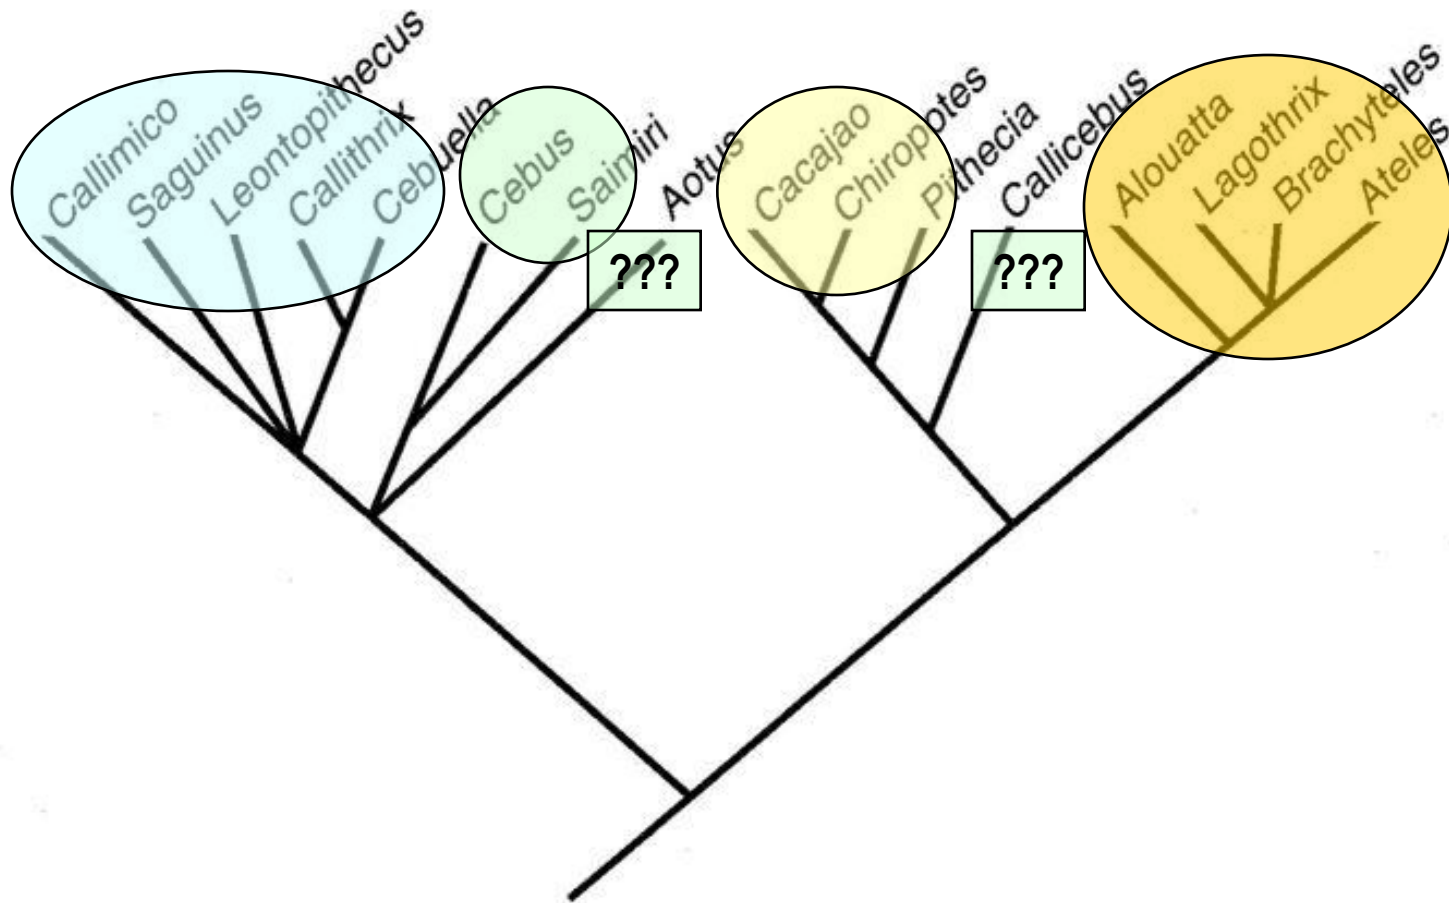 Callimico
Saguinus
Leontopithecus
Callithrix
Cebuella
Cebus
Saimiri
Aotus
Cacajao
Chiropotes
Pithecia
Callicebus
Alouatta
Lagothrix
Brachyteles
Ateles
???
???